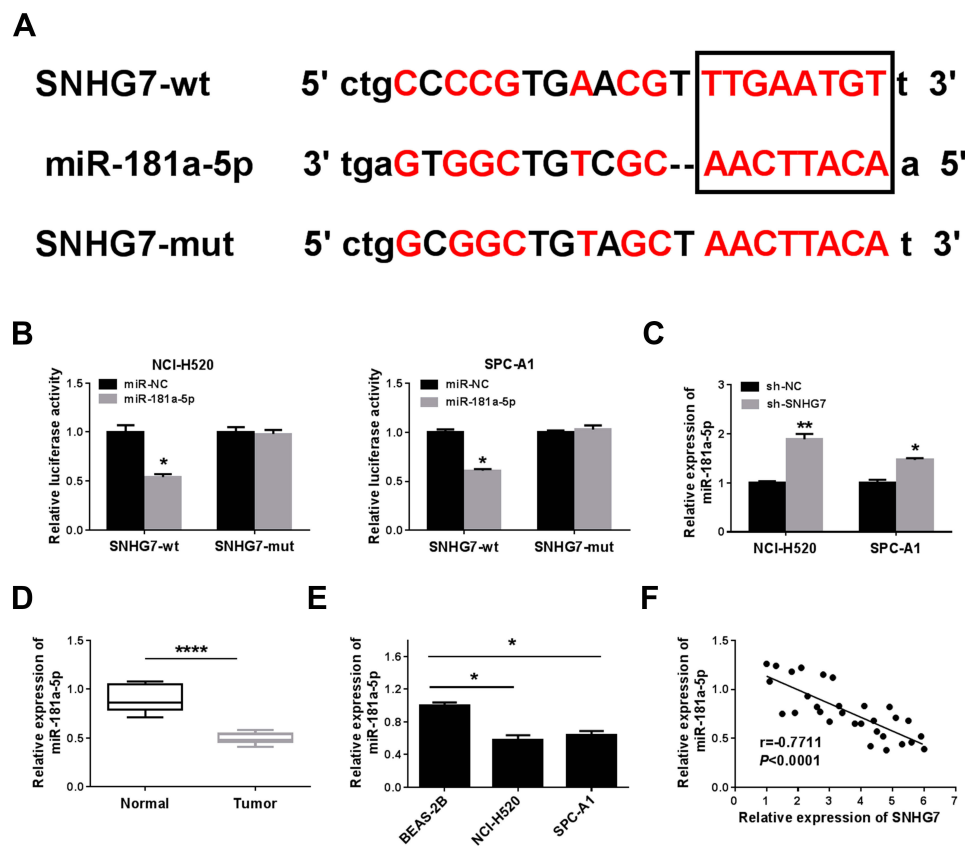 A
SNHG7-wt 5' ctgCCCCGTGAACGT TTGAATGT t 3'
miR-181a-5p 3' tgaGTGGCTGTCGC--AACTTACA a 5'
SNHG7-mut 5' ctgGCGGCTGTAGCT AACTTACA t 3'
B
NCI-H520
Relative luciferase activity
1.5
1.0
0.5
0.0
miR-NC
miR-181a-5p
*
SNHG7-wt SNHG7-mut
SPC-A1
Relative luciferase activity
1.5
1.0
0.5
0.0
miR-NC
miR-181a-5p
*
SNHG7-wt SNHG7-mut
C
Relative expression of
miR-181a-5p
3
2
1
0
sh-NC
sh-SNHG7
**
*
NCI-H520 SPC-A1
D
Relative expression of
miR-181a-5p
1.5
1.0
0.5
0.0
****
Normal Tumor
E
Relative expression of
miR-181a-5p
1.6
1.2
0.8
0.4
0.0
*
*
BEAS-2B
NCI-H520
SPC-A1
F
Relative expression of
miR-181a-5p
1.5
1.0
0.5
0.0
r=-0.7711
P<0.0001
0 1 2 3 4 5 6 7
Relative expression of SNHG7